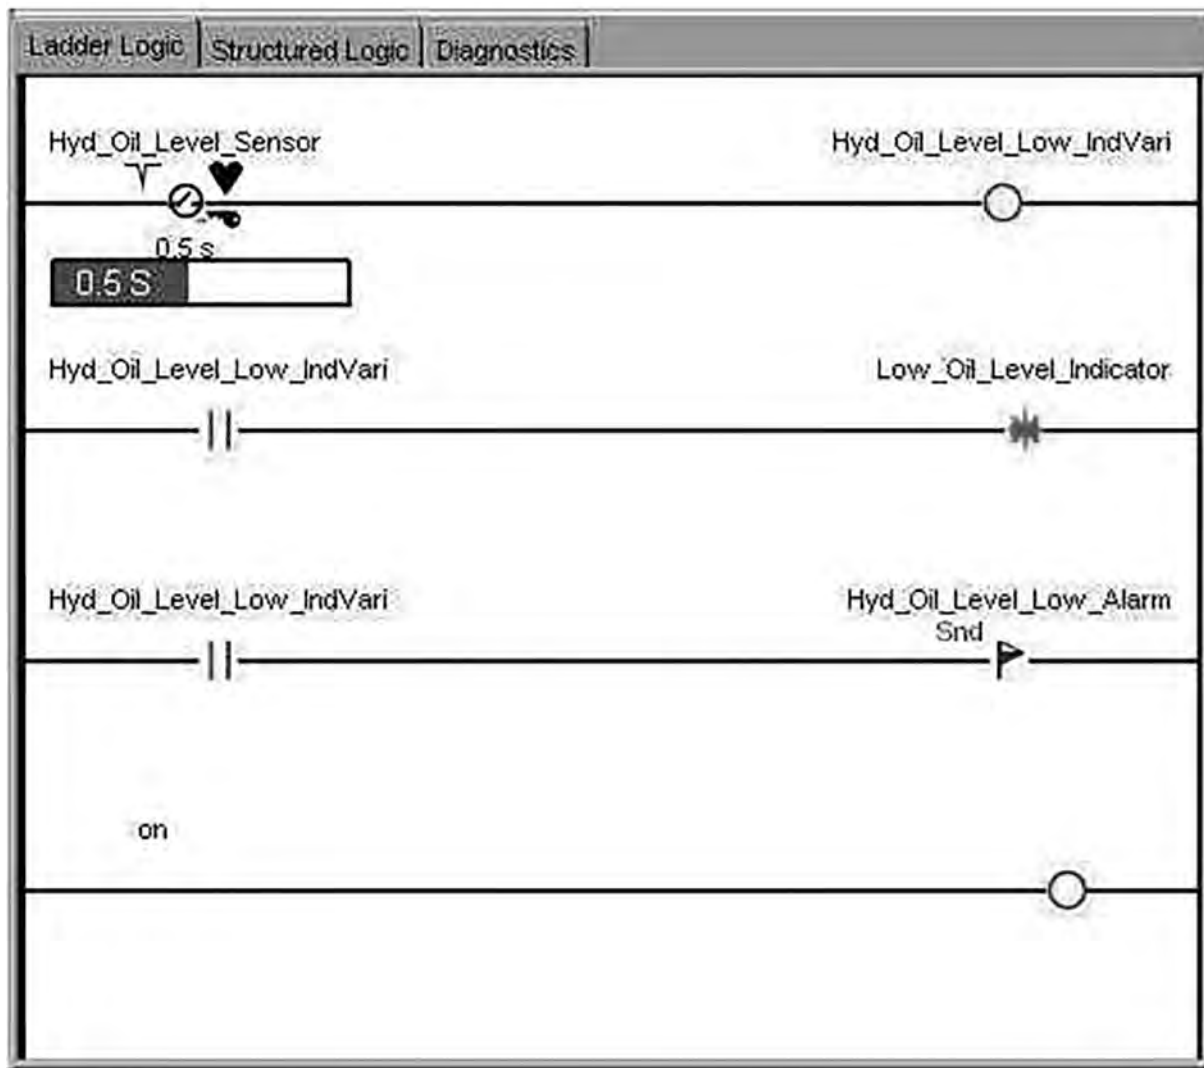 Ladder Logic Structured Logic Diagnostics
Hyd_Oil_Level_Sensor Hyd_Oil_Level_Low_IndVari
0.5 s
0.5 S
Hyd_Oil_Level_Low_IndVari Low_Oil_Level_Indicator
Hyd_Oil_Level_Low_IndVari Hyd_Oil_Level_Low_Alarm
Snd
on